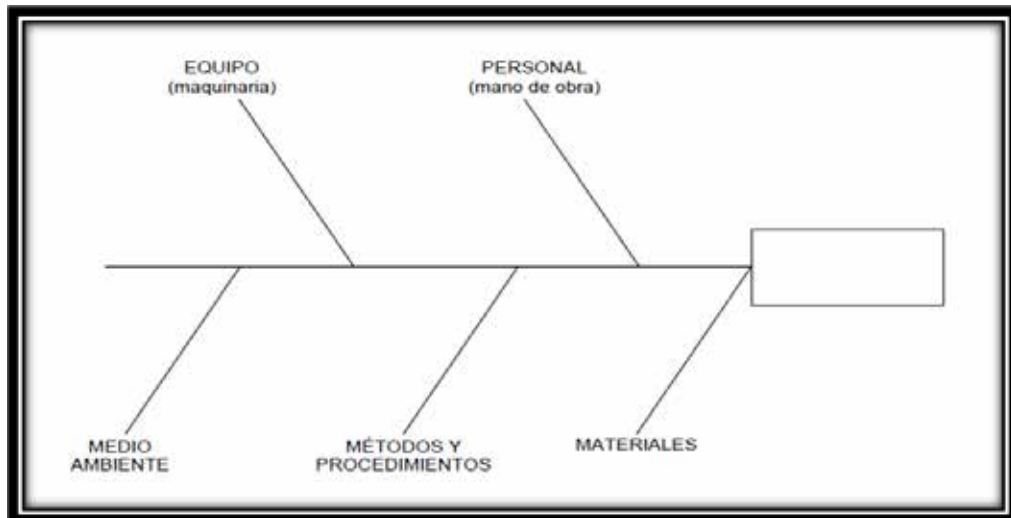 EQUIPO
(maquinaria)
PERSONAL
(mano de obra)
MEDIO
AMBIENTE
MÉTODOS Y
PROCEDIMIENTOS
MATERIALES